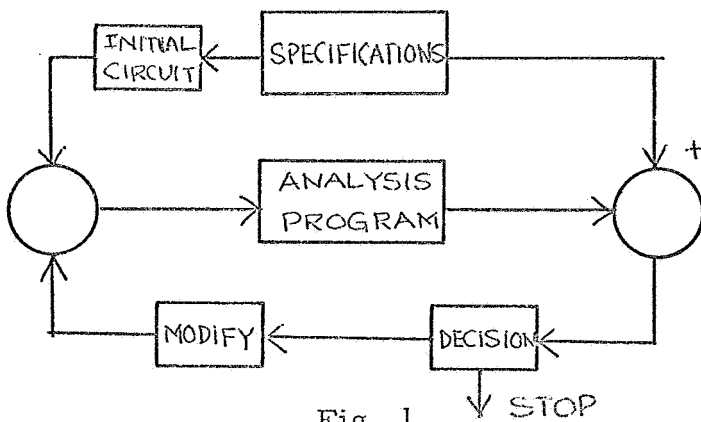 INITIAL
CIRCUIT
SPECIFICATIONS
+
ANALYSIS
PROGRAM
MODIFY
DECISION
STOP
Fig. 1